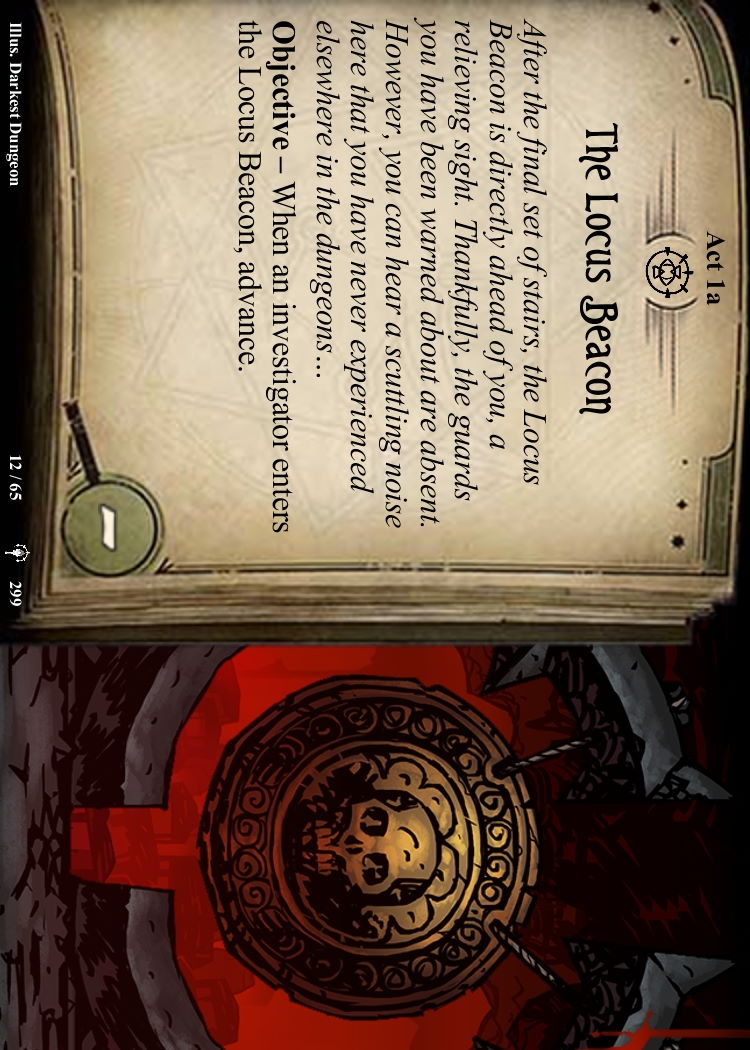 Act 1a
The Locus Beacon
After the final set of stairs, the Locus
Beacon is directly ahead of you, a
relieving sight. Thankfully, the guards
you have been warned about are absent.
However, you can hear a scuttling noise
here that you have never experienced
elsewhere in the dungeons…
Objective – When an investigator enters
the Locus Beacon, advance.
–
Illus. Darkest Dungeon
12 / 65
299